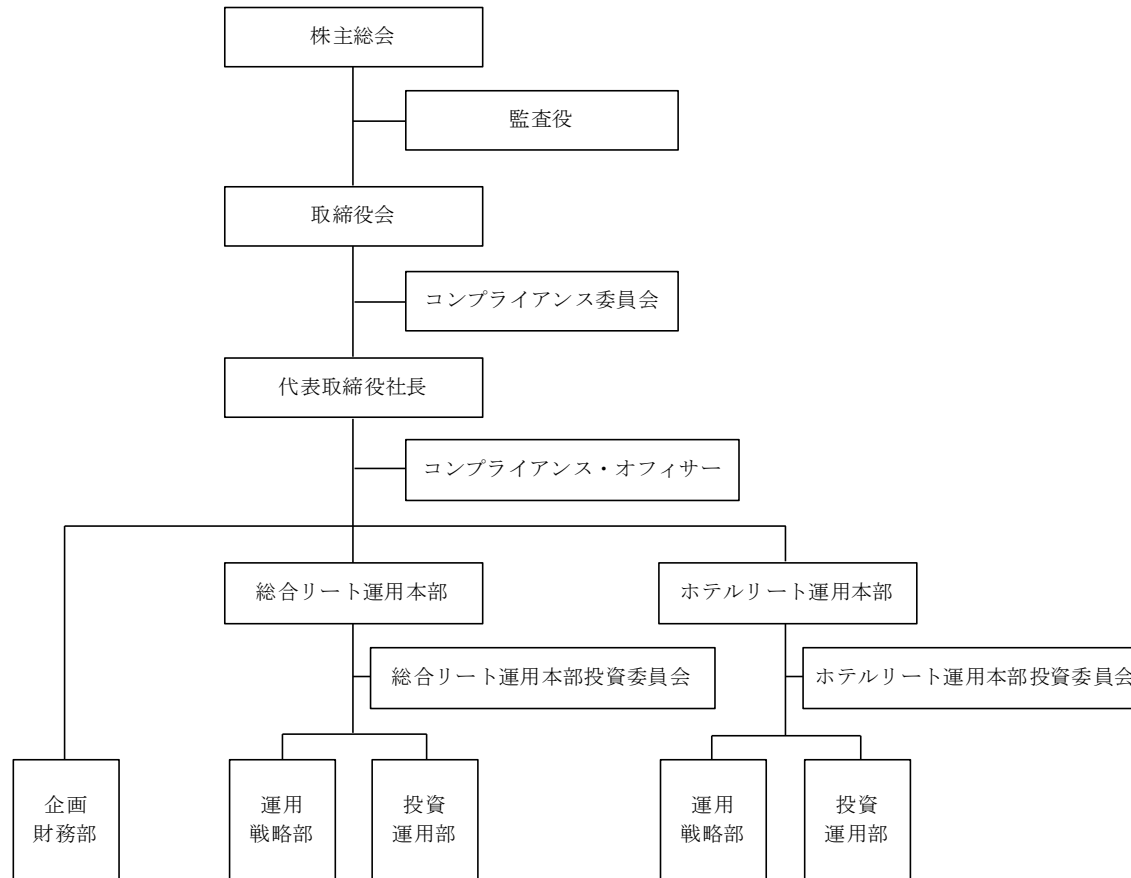 株主総会
監査役
取締役会
コンプライアンス委員会
代表取締役社長
コンプライアンス・オフィサー
総合リート運用本部
ホテルリート運用本部
総合リート運用本部投資委員会
ホテルリート運用本部投資委員会
企画
財務部
運用
戦略部
投資
運用部
運用
戦略部
投資
運用部